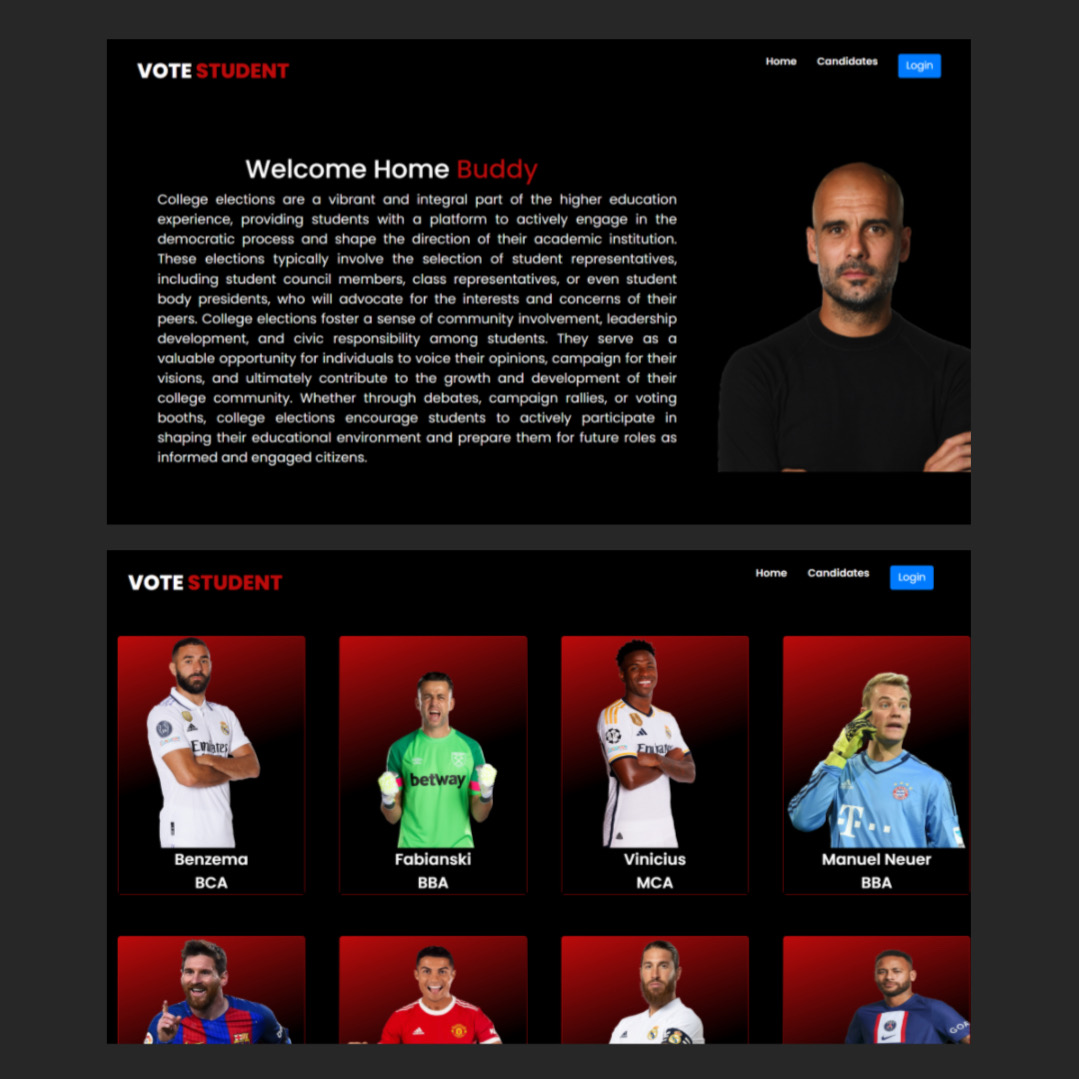 VOTE STUDENT
Home Candidates Login
Welcome Home Buddy
College elections are a vibrant and integral part of the higher education
experience, providing students with a platform to actively engage in the
democratic process and shape the direction of their academic institution.
These elections typically involve the selection of student representatives,
including student council members, class representatives, or even student
body presidents, who will advocate for the interests and concerns of their
peers. College elections foster a sense of community involvement, leadership
development, and civic responsibility among students. They serve as a
valuable opportunity for individuals to voice their opinions, campaign for their
visions, and ultimately contribute to the growth and development of their
college community. Whether through debates, campaign rallies, or voting
booths, college elections encourage students to actively participate in
shaping their educational environment and prepare them for future roles as
informed and engaged citizens.
VOTE STUDENT
Home Candidates Login
betway
T
Benzema
BCA
Fabianski
BBA
Vinicius
MCA
Manuel Neuer
BBA